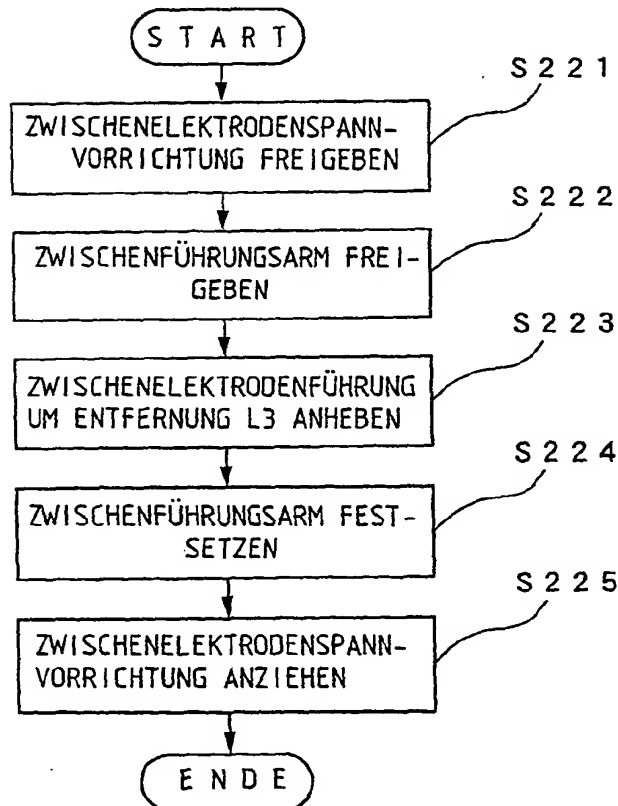 START
S221
ZWISCHENELEKTRODENSPANN-
VORRICHTUNG FREIGEBEN
S222
ZWISCHENFÜHRUNGSARM FREI-
GEBEN
S223
ZWISCHENELEKTRODENFÜHRUNG
UM ENTFERNUNG L3 ANHEBEN
S224
ZWISCHENFÜHRUNGSARM FEST-
SETZEN
S225
ZWISCHENELEKTRODENSPANN-
VORRICHTUNG ANZIEHEN
ENDE